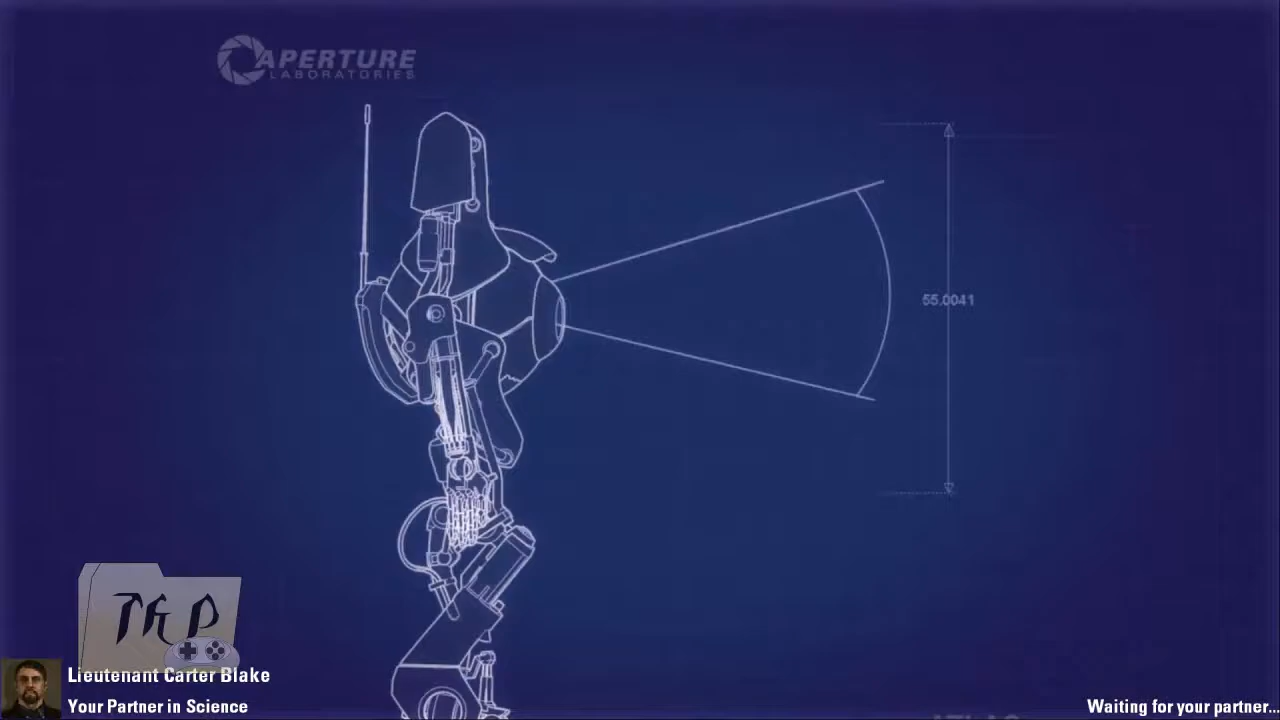 APERTURE
LABORATORIES
55.0041
TKP
Lieutenant Carter Blake
Your Partner in Science
Waiting for your partner...